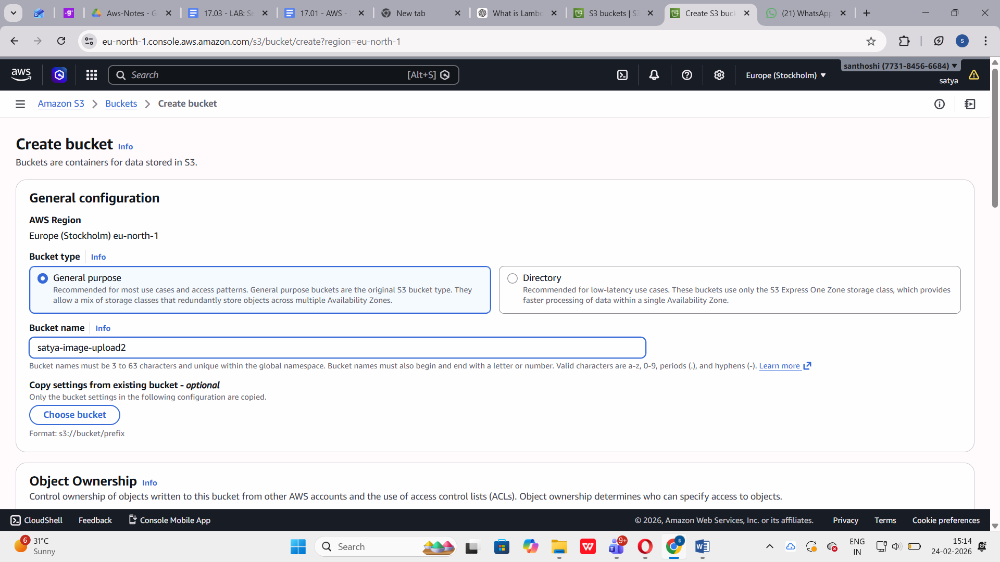 Aws-Notes - G
17.03 - LAB: Se
17.01 - AWS -
New tab
What is Lambo
S3 buckets | S3
Create S3 buck
(21) WhatsApp
eu-north-1.console.aws.amazon.com/s3/bucket/create?region=eu-north-1
S
aws
Search
[Alt+S]
Europe (Stockholm)
santhoshi (7731-8456-6684)
satya
Amazon S3
Buckets
Create bucket
Create bucket
Info
Buckets are containers for data stored in S3.
General configuration
AWS Region
Europe (Stockholm) eu-north-1
Bucket type
Info
General purpose
Recommended for most use cases and access patterns. General purpose buckets are the original S3 bucket type. They
allow a mix of storage classes that redundantly store objects across multiple Availability Zones.
Directory
Recommended for low-latency use cases. These buckets use only the S3 Express One Zone storage class, which provides
faster processing of data within a single Availability Zone.
Bucket name
Info
satya-image-upload2
Bucket names must be 3 to 63 characters and unique within the global namespace. Bucket names must also begin and end with a letter or number. Valid characters are a-z, 0-9, periods (.), and hyphens (-). Learn more
Copy settings from existing bucket - optional
Only the bucket settings in the following configuration are copied.
Choose bucket
Format: s3://bucket/prefix
Object Ownership
Info
Control ownership of objects written to this bucket from other AWS accounts and the use of access control lists (ACLs). Object ownership determines who can specify access to objects.
CloudShell
Feedback
Console Mobile App
© 2026, Amazon Web Services, Inc. or its affiliates.
Privacy
Terms
Cookie preferences
6
31°C
Sunny
Search
9+
ENG
IN
15:14
24-02-2026